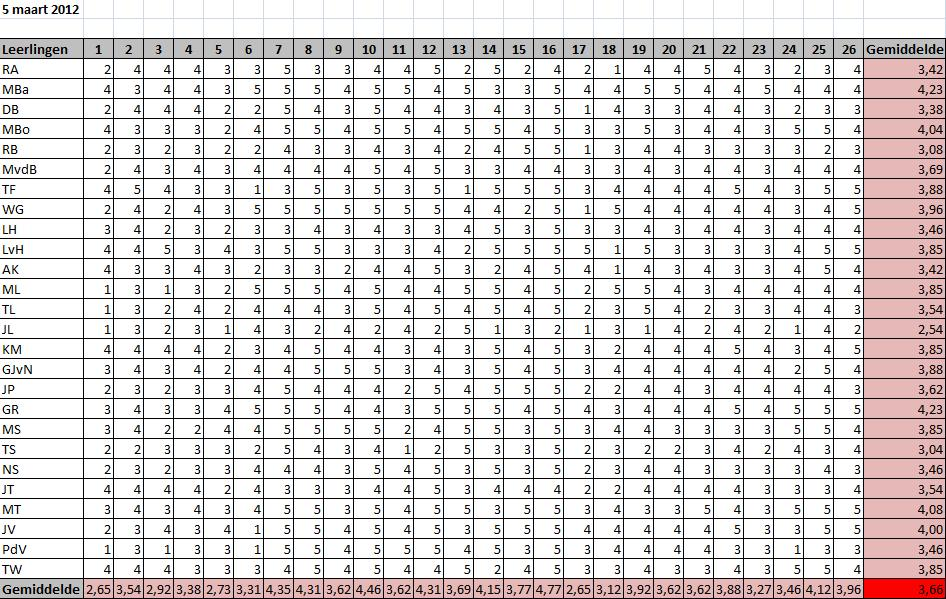 5 maart 2012
Leerlingen 1 2 3 4 5 6 7 8 9 10 11 12 13 14 15 16 17 18 19 20 21 22 23 24 25 26 Gemiddelde
RA 2 4 4 4 3 3 5 3 3 4 4 5 2 5 2 4 2 1 4 4 5 4 3 2 3 4 3,42
MBa 4 3 4 4 3 5 5 5 4 5 5 4 5 3 3 5 4 4 5 5 4 5 4 4 4 4 4,23
DB 2 4 4 4 2 2 5 4 3 5 4 4 3 4 3 5 1 4 3 3 4 4 3 2 3 3 3,38
MBo 4 3 3 3 2 4 5 5 4 5 5 5 4 5 5 5 3 3 5 3 4 3 4 5 5 4 4,04
RB 2 3 2 3 2 2 4 3 3 4 3 4 2 4 5 5 1 3 4 4 3 3 3 3 2 3 3,08
MvdB 2 4 3 4 3 4 4 4 4 5 4 5 3 4 4 4 3 3 4 3 4 4 3 4 3 4 3,69
TF 4 5 4 3 3 1 3 5 3 5 3 5 1 5 5 5 3 4 4 4 4 5 4 3 5 5 3,88
WG 2 4 2 4 3 5 5 5 5 5 5 5 4 4 2 5 1 5 4 4 4 4 4 3 4 5 3,96
LH 3 4 2 3 2 3 3 4 3 4 3 3 4 5 3 5 3 3 4 3 4 4 4 3 4 4 3,46
LvH 4 4 5 3 4 3 5 5 3 3 3 4 2 5 5 5 5 1 5 3 3 3 3 4 5 5 3,85
AK 4 4 3 3 4 3 2 3 3 2 4 4 5 3 2 4 5 4 1 4 3 4 3 3 4 5 4 3,42
ML 1 3 1 3 2 5 5 5 4 5 4 4 5 5 4 5 2 5 5 4 3 4 4 4 4 4 3,85
TL 1 3 2 4 2 4 4 4 3 5 4 5 4 5 4 5 2 4 5 4 2 3 3 4 4 3 3,54
JL 1 3 2 3 1 4 3 2 4 2 4 2 5 1 3 2 1 3 1 4 2 4 2 1 4 2 2,54
KM 4 4 4 4 2 3 4 5 4 4 3 4 3 5 4 5 3 2 4 4 4 5 4 3 4 5 3,85
GJvN 3 4 3 4 2 4 4 5 5 5 3 4 3 5 4 5 3 4 4 4 4 4 4 2 5 4 3,88
JP 2 3 2 3 3 4 5 4 4 4 2 5 4 5 5 5 2 2 4 4 3 4 4 4 4 3 3,62
GR 3 4 3 3 4 5 5 5 4 4 3 5 5 5 4 5 4 3 4 4 4 5 4 5 5 5 4,23
MS 3 4 2 2 4 4 5 5 5 5 2 4 5 5 3 5 3 4 4 3 3 3 3 5 5 4 3,85
TS 2 2 3 3 3 2 5 4 3 4 1 2 5 3 3 5 2 3 2 2 3 4 2 4 3 4 3,04
NS 2 3 2 3 3 4 4 4 3 5 4 5 3 4 3 5 2 3 4 4 3 3 3 3 4 3 3,46
JT 4 4 4 4 2 4 3 3 3 4 4 5 3 4 4 4 2 2 4 4 4 4 3 3 3 4 3,54
MT 3 4 3 4 3 4 5 5 3 5 4 5 5 4 5 5 3 4 3 3 5 4 3 4 5 5 4,08
JV 2 3 4 3 4 1 5 5 4 5 4 5 3 5 5 5 4 4 4 4 4 5 3 3 5 5 4,00
PdV 1 3 1 3 3 1 5 5 4 5 5 5 4 5 3 5 3 4 4 4 4 3 3 1 3 3 3,46
TW 4 4 4 3 3 3 4 5 4 5 4 4 5 2 4 5 3 3 4 4 3 4 3 5 5 4 3,85
Gemiddelde 2,65 3,54 2,92 3,38 2,73 3,31 4,35 4,31 3,62 4,46 3,62 4,31 3,69 4,15 3,77 4,77 2,65 3,12 3,92 3,62 3,62 3,88 3,27 3,46 4,12 3,96 3,66